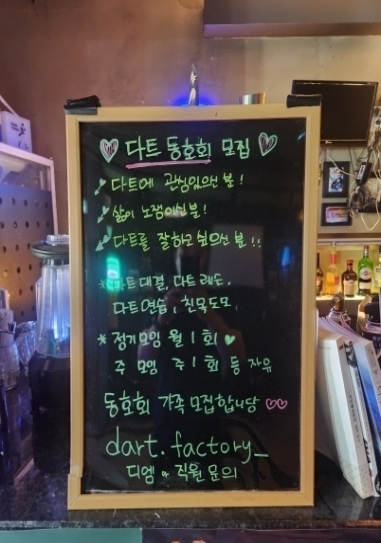 ♡ 다트 동호회 모집 ♡
다트에 관심있으신 분!
삶이 노잼이신분!
다트를 잘하고 싶으신 분!!
* 다트대결, 다트레슨,
다트연습, 친목도모
* 정기모임 월 1회 ♥
주 모임 주 1회 등 자유
동호회 가족 모집합니당 ♡♡
dart.factory_
디엠 or 직원 문의